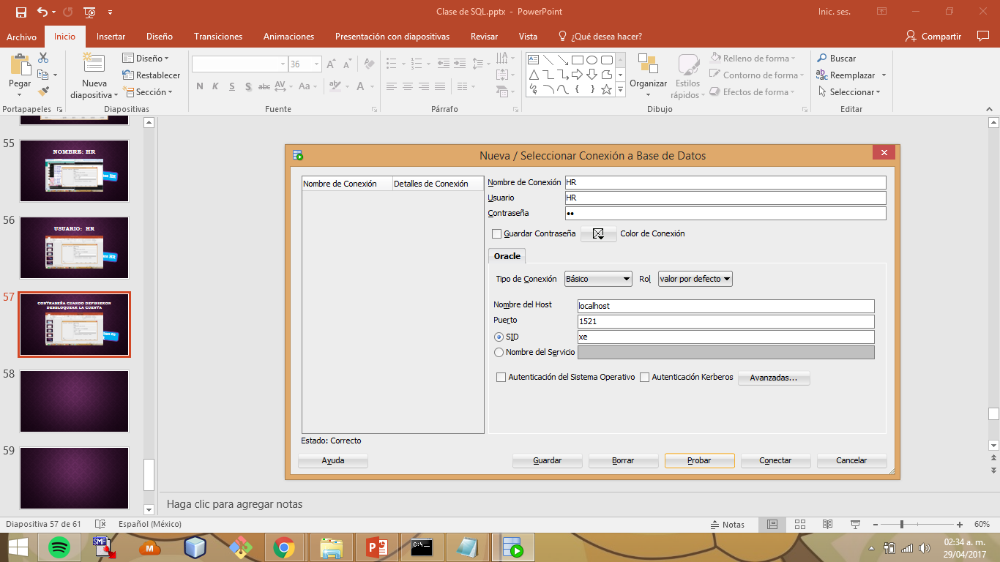 Clase de SQL.pptx - PowerPoint
Inic. ses.
Archivo Inicio Insertar Diseño Transiciones Animaciones Presentación con diapositivas Revisar Vista ¿Qué desea hacer? Compartir
Pegar
Nueva diapositiva
Diseño
Restablecer
Sección
36
N K S S abc AV Aa A
Organizar
Estilos rápidos
Relleno de forma
Contorno de forma
Efectos de forma
Buscar
Reemplazar
Seleccionar
Portapapeles Diapositivas Fuente Párrafo Dibujo Editar
55
NOMBRE: HR
56
USUARIO: HR
57
CONTRASEÑA CUANDO DEFINIERON
DESBLOQUEAR LA CUENTA
58
59
Nueva / Seleccionar Conexión a Base de Datos
Nombre de Conexión Detalles de Conexión
Nombre de Conexión HR
Usuario HR
Contraseña
Guardar Contraseña Color de Conexión
Oracle
Tipo de Conexión Básico Rol valor por defecto
Nombre del Host localhost
Puerto 1521
SID xe
Nombre del Servicio
Autenticación del Sistema Operativo Autenticación Kerberos Avanzadas...
Estado: Correcto
Ayuda Guardar Borrar Probar Conectar Cancelar
Haga clic para agregar notas
Diapositiva 57 de 61 Español (México) Notas 60%
SMF
C:\_
02:34 a. m.
29/04/2017